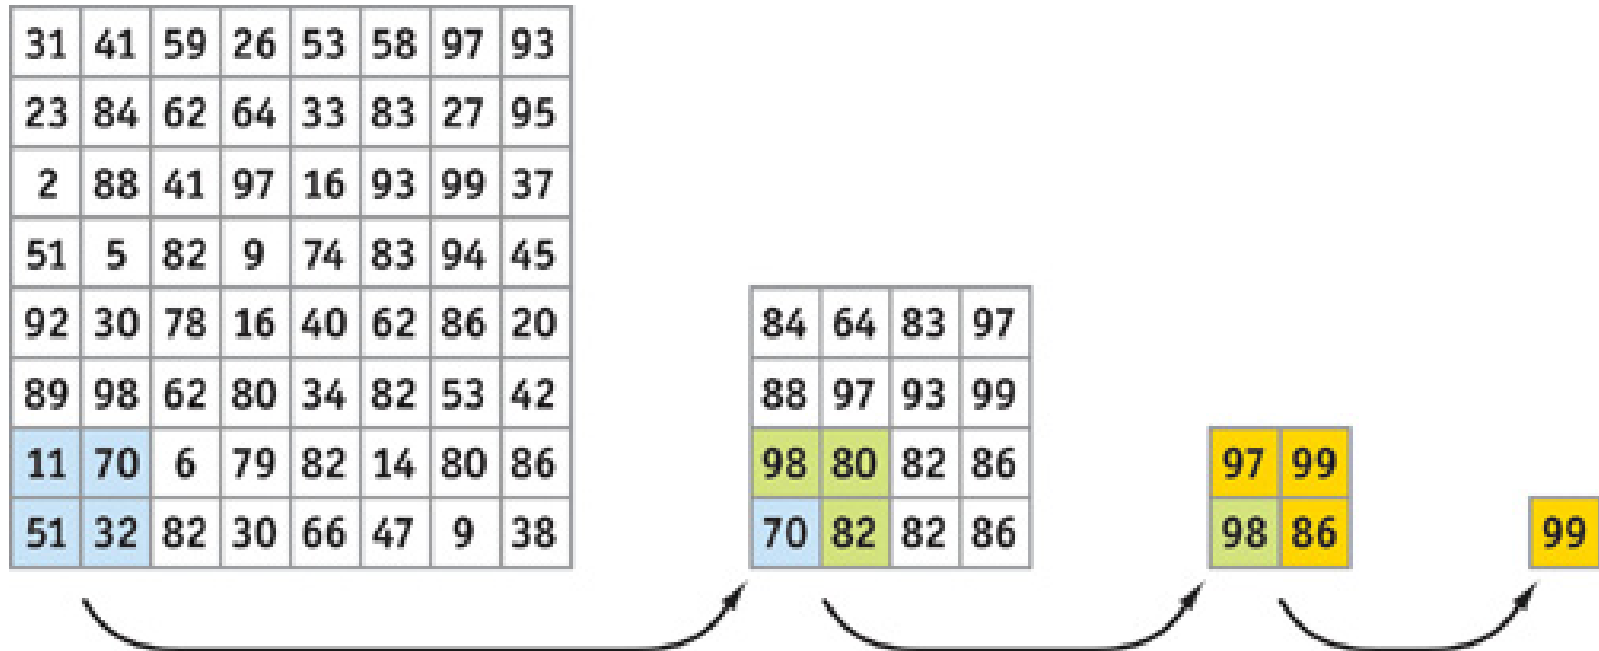 31 41 59 26 53 58 97 93
23 84 62 64 33 83 27 95
2 88 41 97 16 93 99 37
51 5 82 9 74 83 94 45
92 30 78 16 40 62 86 20
89 98 62 80 34 82 53 42
11 70 6 79 82 14 80 86
51 32 82 30 66 47 9 38
84 64 83 97
88 97 93 99
98 80 82 86
70 82 82 86
97 99
98 86
99